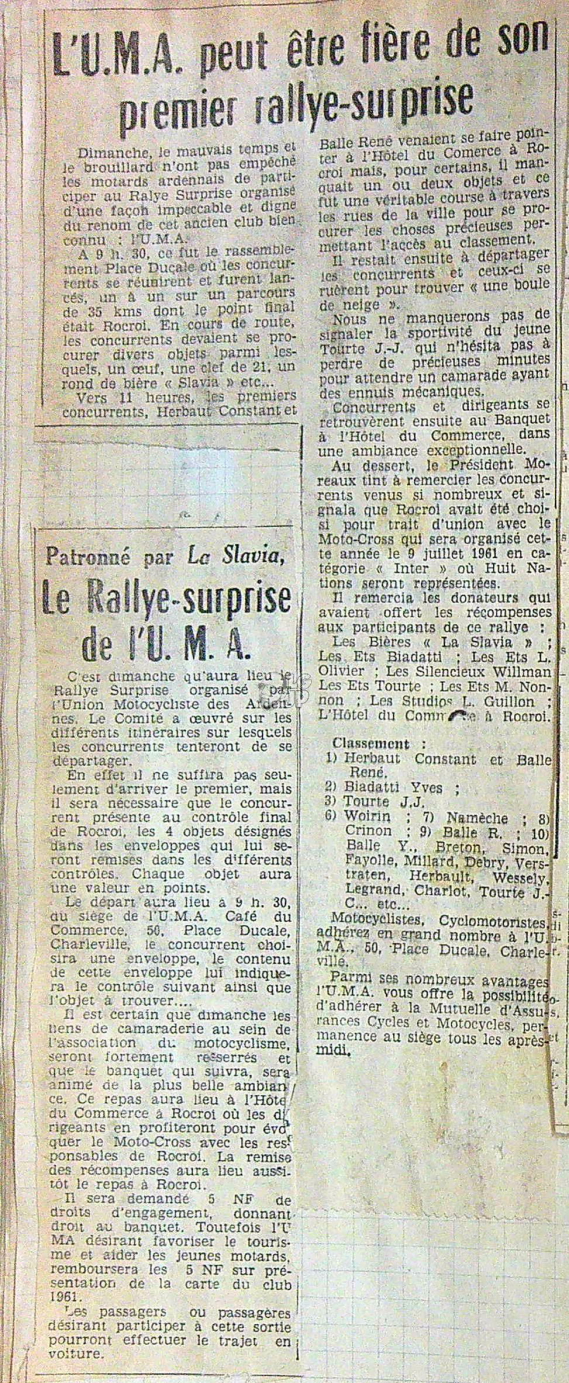 L'U.M.A. peut être fière de son
premier rallye-surprise
Dimanche, le mauvais temps et
le brouillard n'ont pas empêché
les motards ardennais de parti-
ciper au Ralye Surprise organisé
d'une façon impeccable et digne
du renom de cet ancien club bien
connu : l'U.M.A.
A 9 h. 30, ce fut le rassemble-
ment Place Ducale où les concur-
rents se réunirent et furent lan-
cés, un à un sur un parcours
de 35 kms dont le point final
était Rocroi. En cours de route,
les concurrents devaient se pro-
curer divers objets parmi les-
quels, un œuf, une clef de 21, un
rond de bière « Slavia » etc...
Vers 11 heures, les premiers
concurrents, Herbaut Constant et
Balle René venaient se faire poin-
ter à l'Hôtel du Comerce à Ro-
croi mais, pour certains, il man-
quait un ou deux objets et ce
fut une véritable course à travers
les rues de la ville pour se pro-
curer les choses précieuses per-
mettant l'accès au classement.
Il restait ensuite à départager
les concurrents et ceux-ci se
ruèrent pour trouver « une boule
de neige ».
Nous ne manquerons pas de
signaler la sportivité du jeune
Tourte J.-J. qui n'hésita pas à
perdre de précieuses minutes
pour attendre un camarade ayant
des ennuis mécaniques.
Concurrents et dirigeants se
retrouvèrent ensuite au Banquet
à l'Hôtel du Commerce, dans
une ambiance exceptionnelle.
Au dessert, le Président Mo-
reaux tint à remercier les concur-
rents venus si nombreux et si-
gnala que Rocroi avait été choi-
si pour trait d'union avec le
Moto-Cross qui sera organisé cet-
te année le 9 juillet 1961 en ca-
tégorie « Inter » où Huit Na-
tions seront représentées.
Il remercia les donateurs qui
avaient offert les récompenses
aux participants de ce rallye :
Les Bières « La Slavia » ;
Les Ets Biadatti ; Les Ets L.
Olivier ; Les Silencieux Willman
Les Ets Tourte ; Les Ets M. Non-
non ; Les Studios L. Guillon ;
L'Hôtel du Comm ce à Rocroi.
Classement :
1) Herbaut Constant et Balle
René.
2) Biadatti Yves ;
3) Tourte J.J.
6) Woirin ; 7) Namèche ; 8)
Crinon ; 9) Balle R. ; 10)
Balle Y., Breton, Simon,
Fayolle, Millard, Debry, Vers-
traten, Herbault, Wessely,
Legrand, Charlot, Tourte J.-
C... etc...
Motocyclistes, Cyclomotoristes,
adhérez en grand nombre à l'U.
M.A., 50, Place Ducale, Charle-
ville.
Parmi ses nombreux avantages
l'U.M.A. vous offre la possibilité
d'adhérer à la Mutuelle d'Assu-
rances Cycles et Motocycles, per-
manence au siège tous les après-
midi.
Patronné par La Slavia,
Le Rallye-surprise
de l'U. M. A.
C'est dimanche qu'aura lieu le
Rallye Surprise organisé par
l'Union Motocycliste des Arden-
nes. Le Comité a œuvré sur les
différents itinéraires sur lesquels
les concurrents tenteront de se
départager.
En effet il ne suffira pas seu-
lement d'arriver le premier, mais
il sera nécessaire que le concur-
rent présente au contrôle final
de Rocroi, les 4 objets désignés
dans les enveloppes qui lui se-
ront remises dans les différents
contrôles. Chaque objet aura
une valeur en points.
Le départ aura lieu à 9 h. 30,
au siège de l'U.M.A. Café du
Commerce, 50, Place Ducale,
Charleville, le concurrent choi-
sira une enveloppe, le contenu
de cette enveloppe lui indique-
ra le contrôle suivant ainsi que
l'objet à trouver....
Il est certain que dimanche les
liens de camaraderie au sein de
l'association du motocyclisme,
seront fortement resserrés et
que le banquet qui suivra, sera
animé de la plus belle ambian
ce. Ce repas aura lieu à l'Hôte
du Commerce à Rocroi où les di
rigeants en profiteront pour évo
quer le Moto-Cross avec les res
ponsables de Rocroi. La remise
des récompenses aura lieu aussi-
tôt le repas à Rocroi.
Il sera demandé 5 NF de
droits d'engagement, donnant
droit au banquet. Toutefois l'U
MA désirant favoriser le touris-
me et aider les jeunes motards,
remboursera les 5 NF sur pré-
sentation de la carte du club
1961.
Les passagers ou passagères
désirant participer à cette sortie
pourront effectuer le trajet en
voiture.